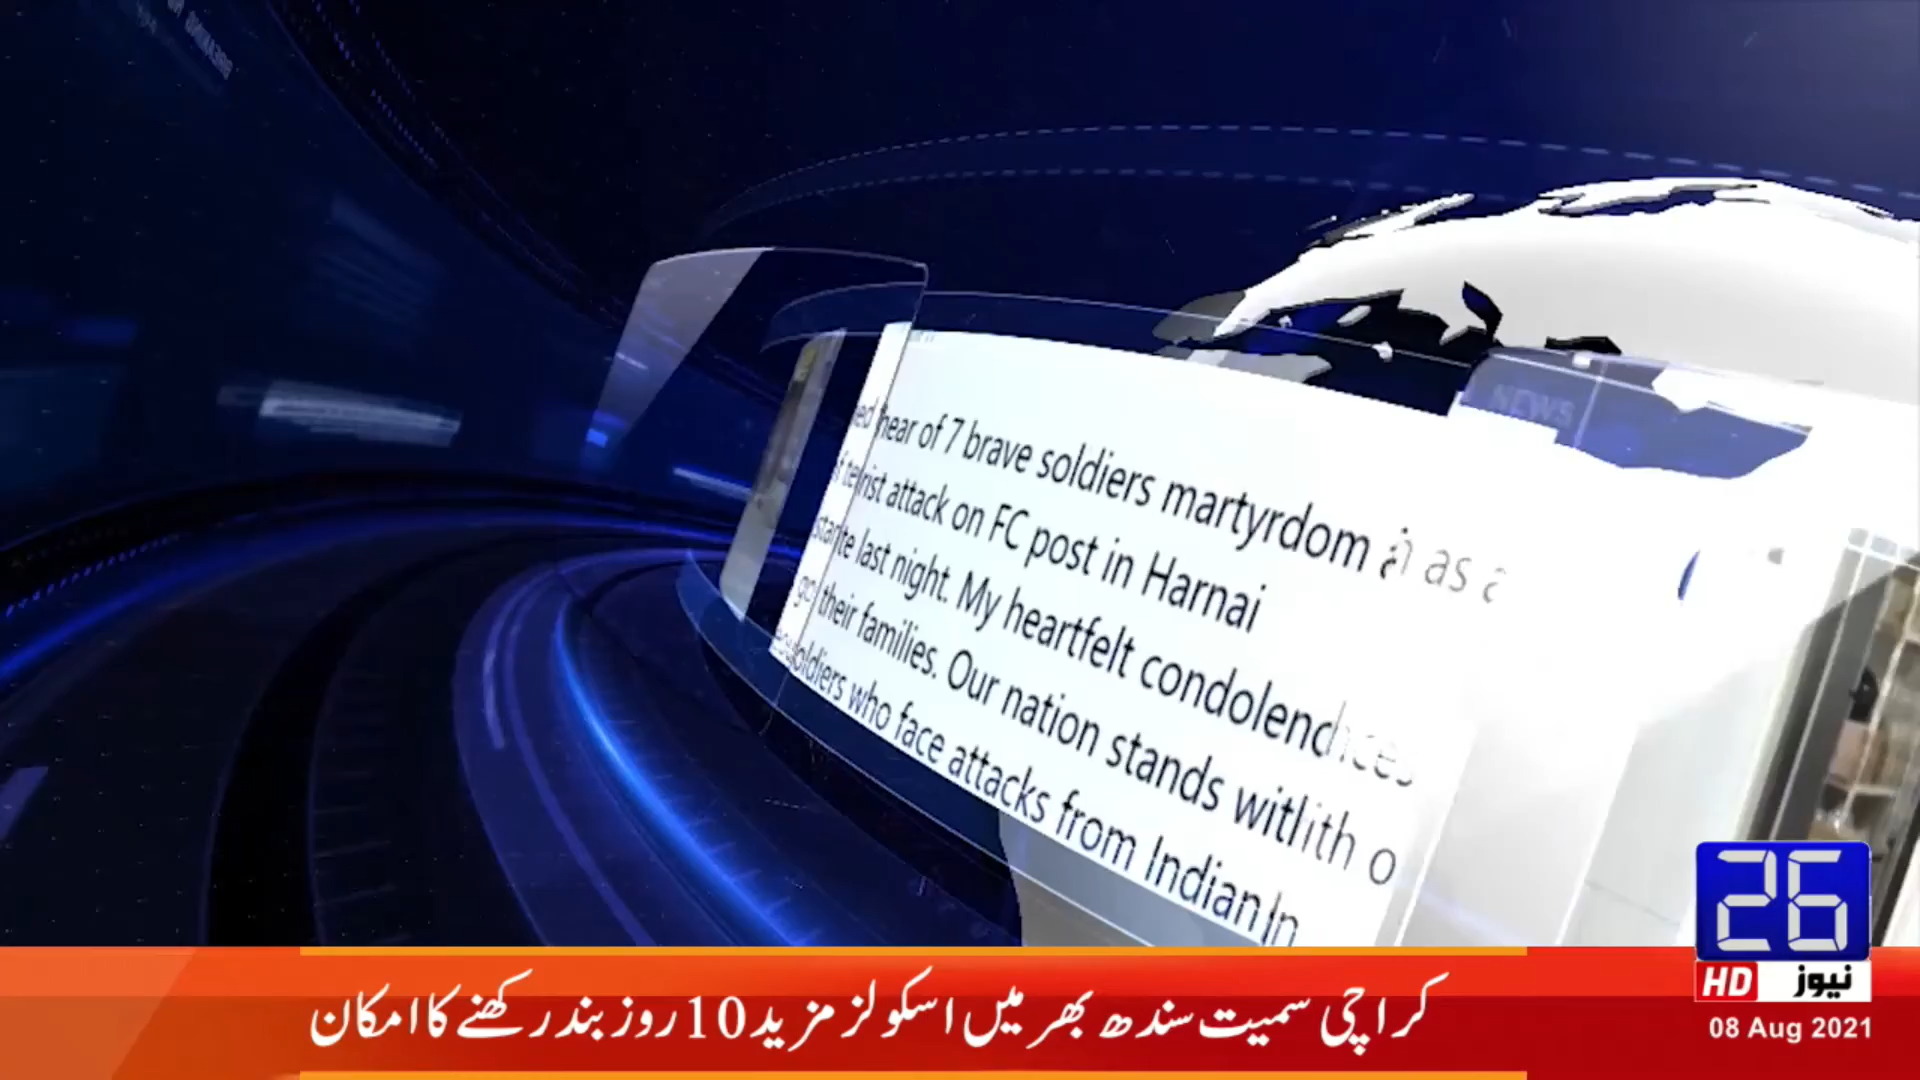 NEWS
hear of 7 brave soldiers martyrdom as a
attack on FC post in Harnai
last night. My heartfelt condolences
their families. Our nation stands with
soldiers who face attacks from Indian
26
HD نیوز
کراچی سمیت سندھ بھر میں اسکولز مزید 10 روز بند رکھنے کا امکان
08 Aug 2021